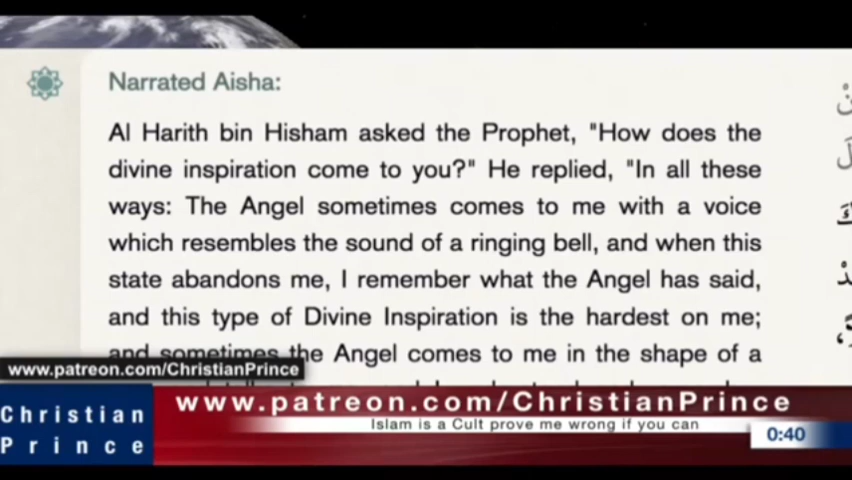 Narrated Aisha:
Al Harith bin Hisham asked the Prophet, "How does the
divine inspiration come to you?" He replied, "In all these
ways: The Angel sometimes comes to me with a voice
which resembles the sound of a ringing bell, and when this
state abandons me, I remember what the Angel has said,
and this type of Divine Inspiration is the hardest on me;
and sometimes the Angel comes to me in the shape of a
www.patreon.com/ChristianPrince
Christian
Prince
www.patreon.com/ChristianPrince
Islam is a Cult prove me wrong if you can
0:40